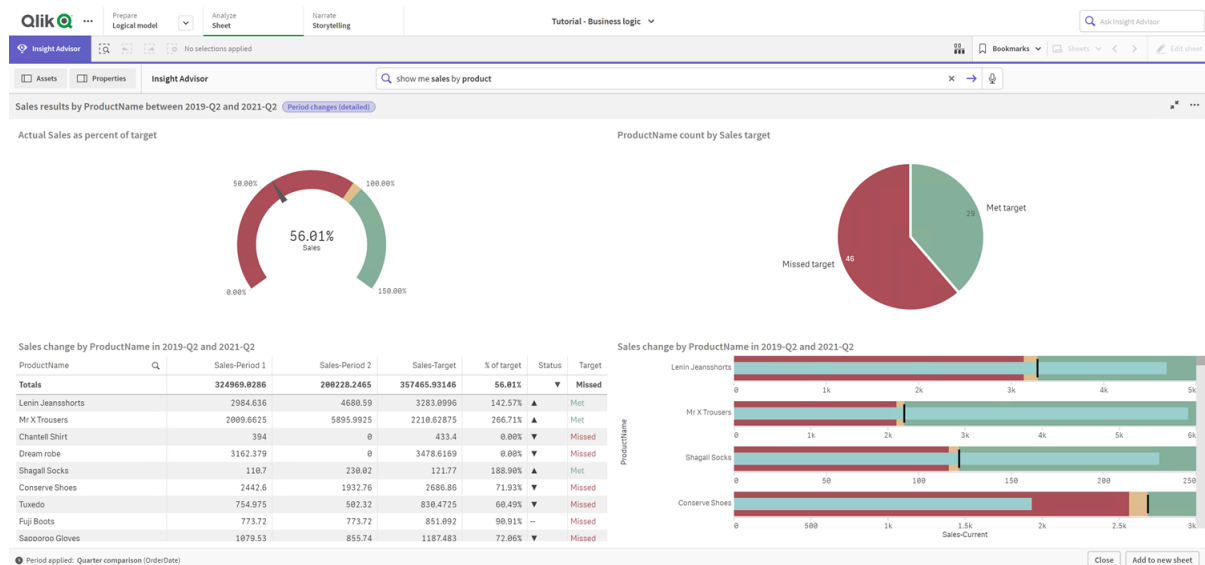 Qlik
Prepare
Logical model
Analyze
Sheet
Narrate
Storytelling
Tutorial - Business logic
Ask Insight Advisor
Insight Advisor
No selections applied
Bookmarks
Sheets
Edit sheet
Assets
Properties
Insight Advisor
show me sales by product
Sales results by ProductName between 2019-Q2 and 2021-Q2 Period changes (detailed)
Actual Sales as percent of target
50.00%
100.00%
56.01%
Sales
0.00%
150.00%
ProductName count by Sales target
29
Met target
Missed target
46
Sales change by ProductName in 2019-Q2 and 2021-Q2
ProductName Sales-Period 1 Sales-Period 2 Sales-Target % of target Status Target
Totals 324969.0286 200228.2465 357465.93146 56.01% ▼ Missed
Lenin Jeansshorts 2984.636 4680.59 3283.0996 142.57% ▲ Met
Mr X Trousers 2009.6625 5895.9925 2210.62875 266.71% ▲ Met
Chantell Shirt 394 0 433.4 0.00% ▼ Missed
Dream robe 3162.379 0 3478.6169 0.00% ▼ Missed
Shagall Socks 110.7 230.02 121.77 188.90% ▲ Met
Conserve Shoes 2442.6 1932.76 2686.86 71.93% ▼ Missed
Tuxedo 754.975 502.32 830.4725 60.49% ▼ Missed
Fuji Boots 773.72 773.72 851.092 90.91% -- Missed
Sapporoo Gloves 1079.53 855.74 1187.483 72.06% ▼ Missed
Sales change by ProductName in 2019-Q2 and 2021-Q2
ProductName
Lenin Jeansshorts
0 1k 2k 3k 4k 5k
Mr X Trousers
0 1k 2k 3k 4k 5k 6k
Shagall Socks
0 50 100 150 200 250
Conserve Shoes
0 500 1k 1.5k 2k 2.5k 3k
Sales-Current
Period applied: Quarter comparison (OrderDate)
Close
Add to new sheet